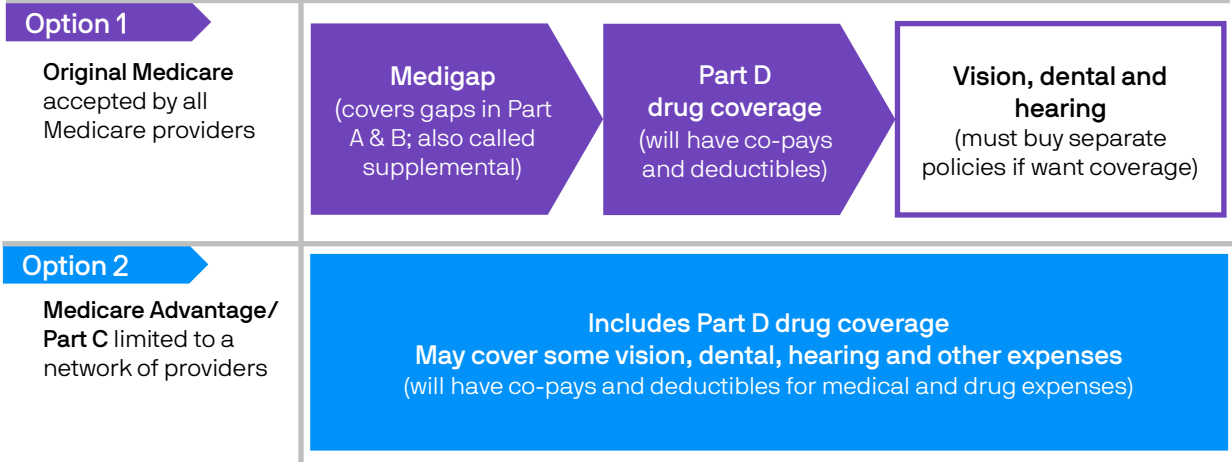 Option 1
Original Medicare
accepted by all
Medicare providers
Medigap
(covers gaps in Part
A & B; also called
supplemental)
Part D
drug coverage
(will have co-pays
and deductibles)
Vision, dental and
hearing
(must buy separate
policies if want coverage)
Option 2
Medicare Advantage/
Part C limited to a
network of providers
Includes Part D drug coverage
May cover some vision, dental, hearing and other expenses
(will have co-pays and deductibles for medical and drug expenses)